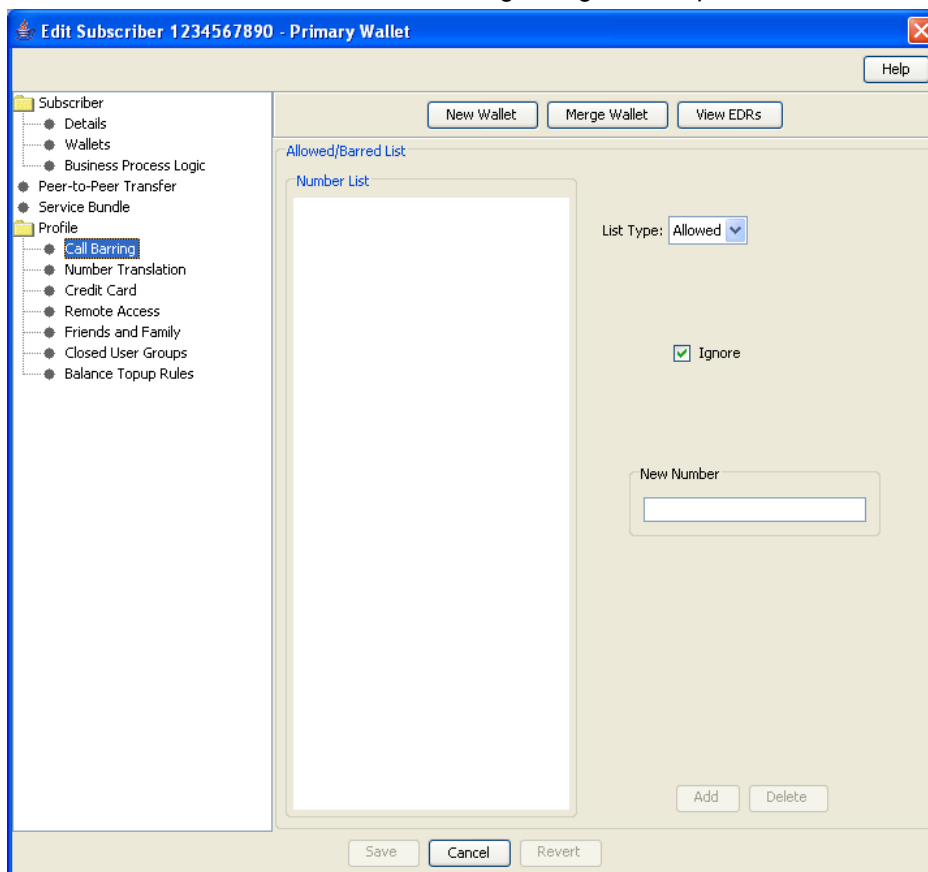 Edit Subscriber 1234567890 - Primary Wallet
Help
Subscriber
Details
Wallets
Business Process Logic
Peer-to-Peer Transfer
Service Bundle
Profile
Call Barring
Number Translation
Credit Card
Remote Access
Friends and Family
Closed User Groups
Balance Topup Rules
New Wallet Merge Wallet View EDRs
Allowed/Barred List
Number List
List Type: Allowed
Ignore
New Number
Add Delete
Save Cancel Revert